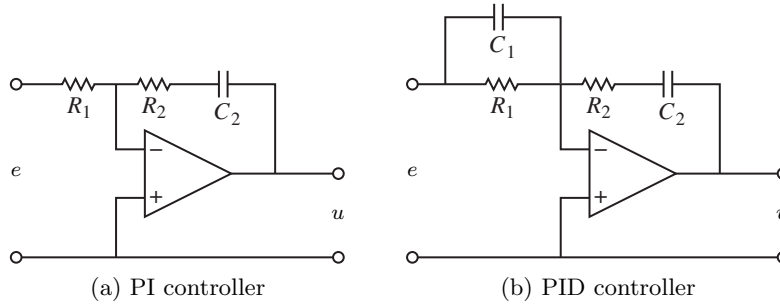 R1 R2 C2
−
+
e
u
(a) PI controller
C1
R1 R2 C2
−
+
e
(b) PID controller